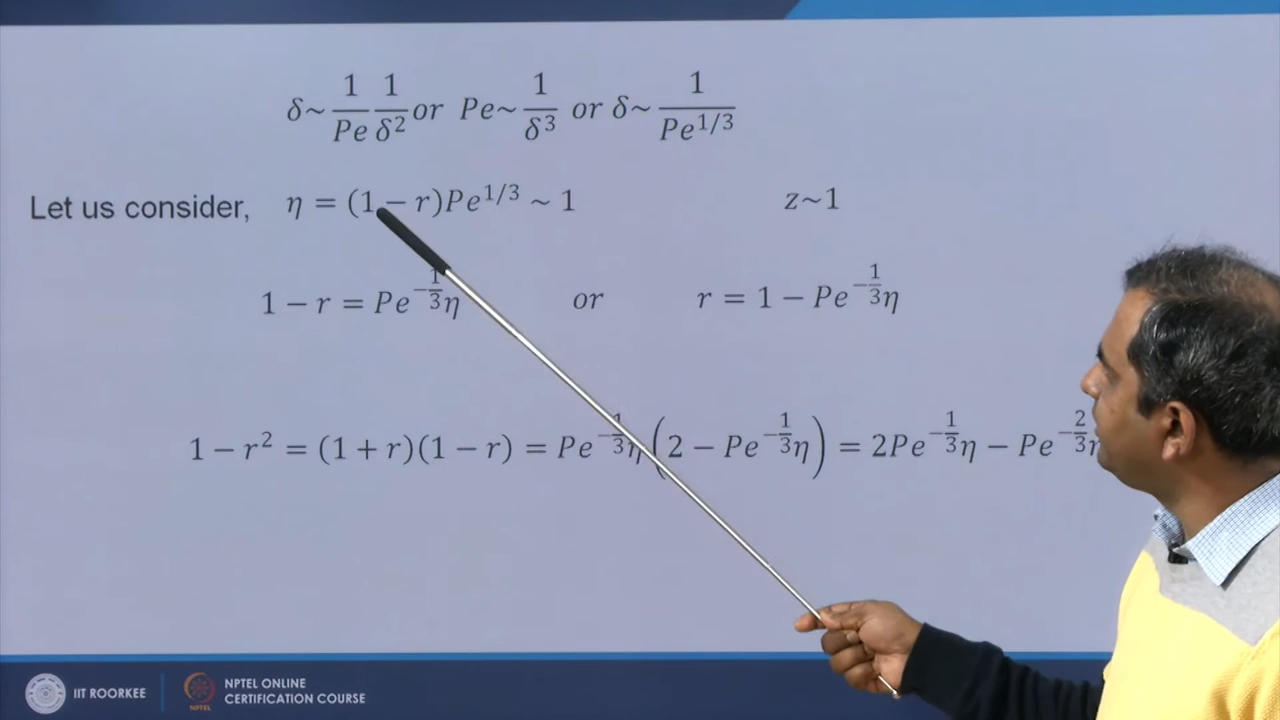 δ~ 1/Pe 1/δ² or Pe~ 1/δ³ or δ~ 1/Pe^{1/3}
Let us consider, η = (1 − r)Pe^{1/3} ~ 1 z~1
1 − r = Pe^{−1/3}η or r = 1 − Pe^{−1/3}η
1 − r² = (1 + r)(1 − r) = Pe^{−1/3}η(2 − Pe^{−1/3}η) = 2Pe^{−1/3}η − Pe^{−2/3}
IIT ROORKEE
NPTEL
NPTEL ONLINE
CERTIFICATION COURSE